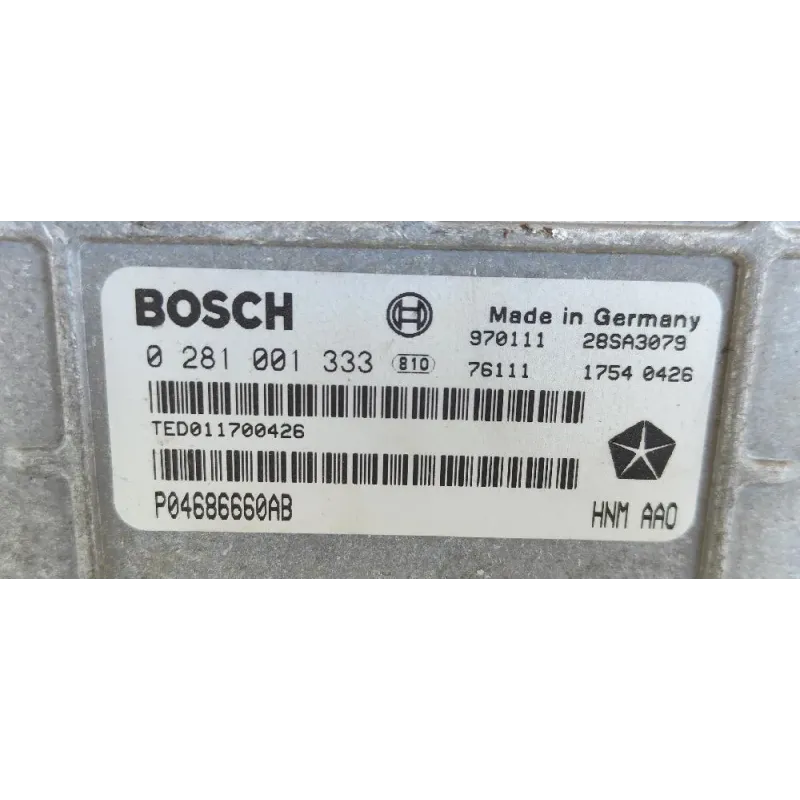 BOSCH
Made in Germany
970111 28SA3079
0 281 001 333 810 76111 1754 0426
TED011700426
P04686660AB HNM AA0